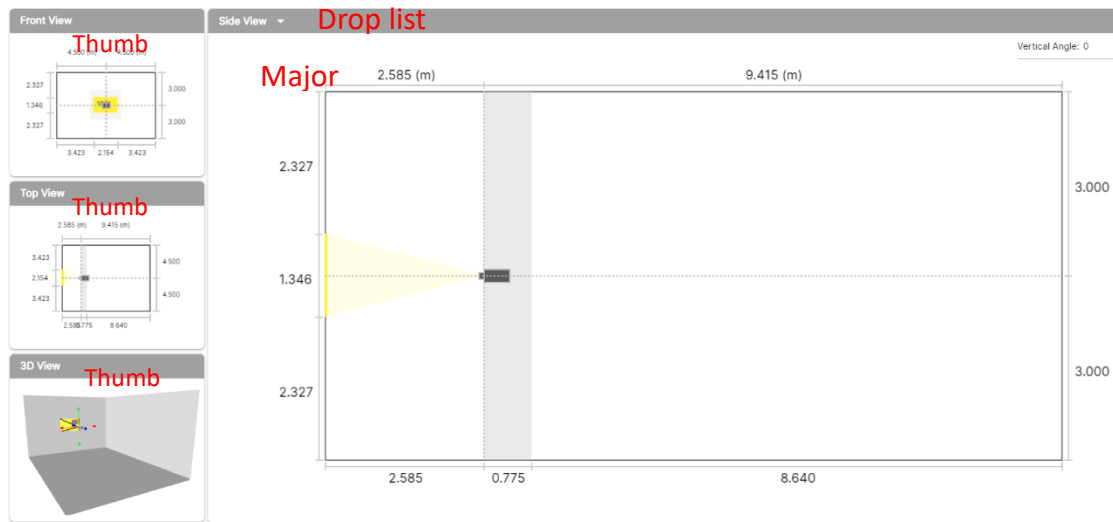 Front View
Thumb
4.500 (m) 4.500 (m)
2.327
1.346
2.327
3.000
3.000
3.423 2.154 3.423
Top View
Thumb
2.585 (m) 9.415 (m)
3.423
2.154
3.423
4.500
4.500
2.585 0.775 8.640
3D View
Thumb
Side View Drop list
Vertical Angle: 0
Major
2.585 (m) 9.415 (m)
2.327
1.346
2.327
3.000
3.000
2.585 0.775 8.640